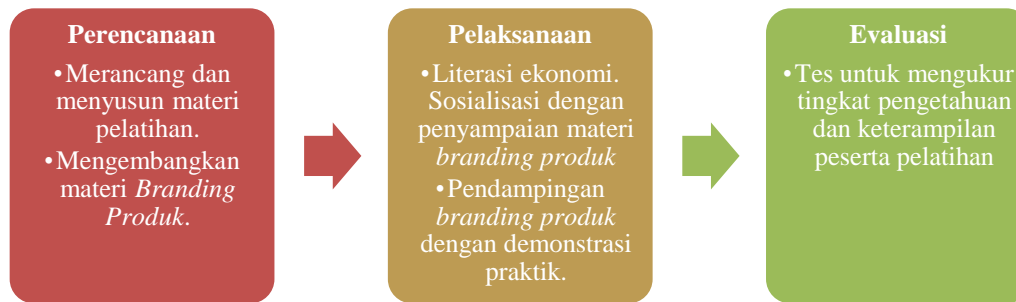 Perencanaan
•Merancang dan
menyusun materi
pelatihan.
•Mengembangkan
materi Branding
Produk.
Pelaksanaan
•Literasi ekonomi.
Sosialisasi dengan
penyampaian materi
branding produk
•Pendampingan
branding produk
dengan demonstrasi
praktik.
Evaluasi
•Tes untuk mengukur
tingkat pengetahuan
dan keterampilan
peserta pelatihan